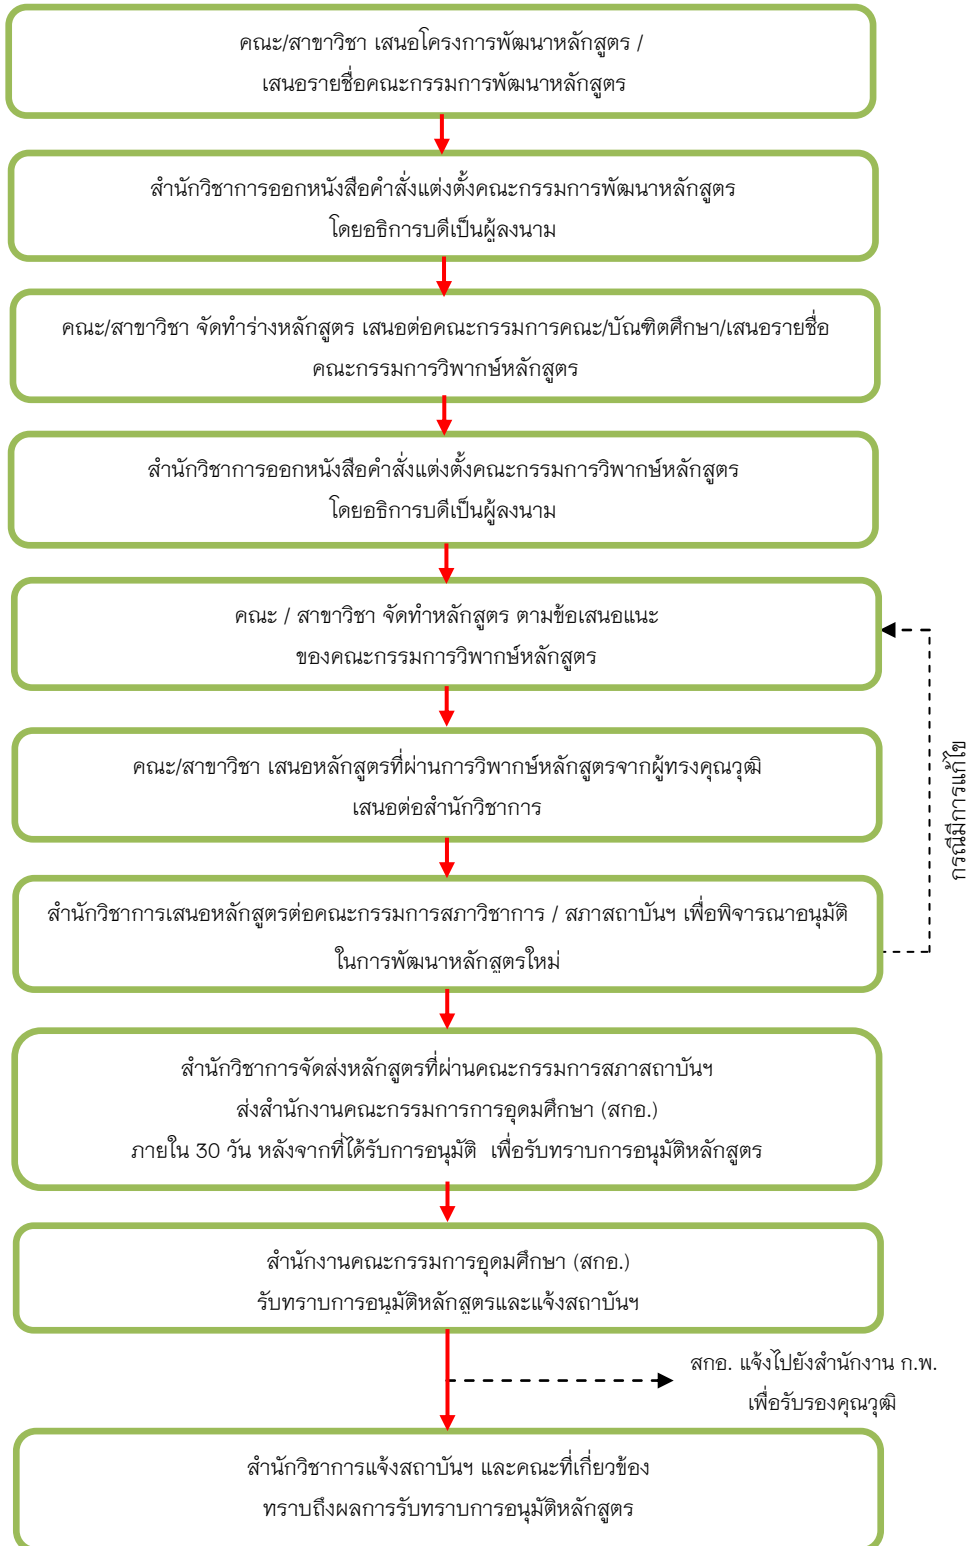 คณะ/สาขาวิชา เสนอโครงการพัฒนาหลักสูตร /
เสนอรายชื่อคณะกรรมการพัฒนาหลักสูตร
สำนักวิชาการออกหนังสือคำสั่งแต่งตั้งคณะกรรมการพัฒนาหลักสูตร
โดยอธิการบดีเป็นผู้ลงนาม
คณะ/สาขาวิชา จัดทำร่างหลักสูตร เสนอต่อคณะกรรมการคณะ/บัณฑิตศึกษา/เสนอรายชื่อ
คณะกรรมการวิพากษ์หลักสูตร
สำนักวิชาการออกหนังสือคำสั่งแต่งตั้งคณะกรรมการวิพากษ์หลักสูตร
โดยอธิการบดีเป็นผู้ลงนาม
คณะ / สาขาวิชา จัดทำหลักสูตร ตามข้อเสนอแนะ
ของคณะกรรมการวิพากษ์หลักสูตร
คณะ/สาขาวิชา เสนอหลักสูตรที่ผ่านการวิพากษ์หลักสูตรจากผู้ทรงคุณวุฒิ
เสนอต่อสำนักวิชาการ
กรณีมีการแก้ไข
สำนักวิชาการเสนอหลักสูตรต่อคณะกรรมการสภาวิชาการ / สภาสถาบันฯ เพื่อพิจารณาอนุมัติ
ในการพัฒนาหลักสูตรใหม่
สำนักวิชาการจัดส่งหลักสูตรที่ผ่านคณะกรรมการสภาสถาบันฯ
ส่งสำนักงานคณะกรรมการการอุดมศึกษา (สกอ.)
ภายใน 30 วัน หลังจากที่ได้รับการอนุมัติ เพื่อรับทราบการอนุมัติหลักสูตร
สำนักงานคณะกรรมการอุดมศึกษา (สกอ.)
รับทราบการอนุมัติหลักสูตรและแจ้งสถาบันฯ
สกอ. แจ้งไปยังสำนักงาน ก.พ.
เพื่อรับรองคุณวุฒิ
สำนักวิชาการแจ้งสถาบันฯ และคณะที่เกี่ยวข้อง
ทราบถึงผลการรับทราบการอนุมัติหลักสูตร